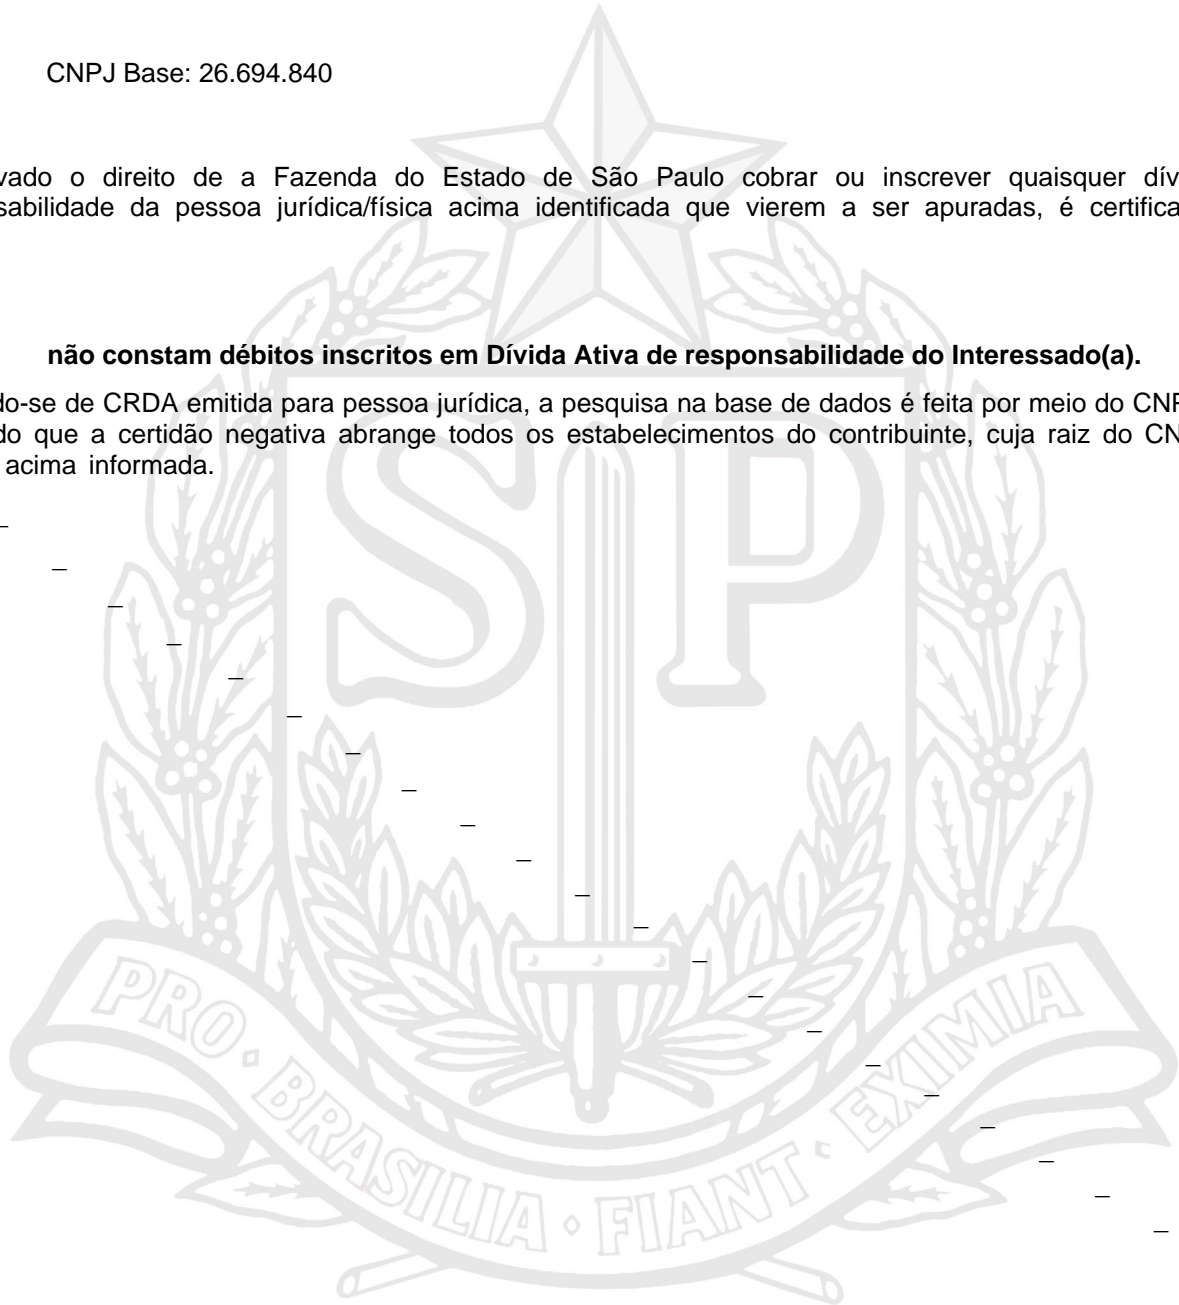 CNPJ Base: 26.694.840
vado o direito de a Fazenda do Estado de São Paulo cobrar ou inscrever quaisquer dív
sabilidade da pessoa jurídica/física acima identificada que vierem a ser apuradas, é certifica
não constam débitos inscritos em Dívida Ativa de responsabilidade do Interessado(a).
do-se de CRDA emitida para pessoa jurídica, a pesquisa na base de dados é feita por meio do CNP
do que a certidão negativa abrange todos os estabelecimentos do contribuinte, cuja raiz do CN
acima informada.
SP
PRO · BRASILIA · FIANT · EXIMIA